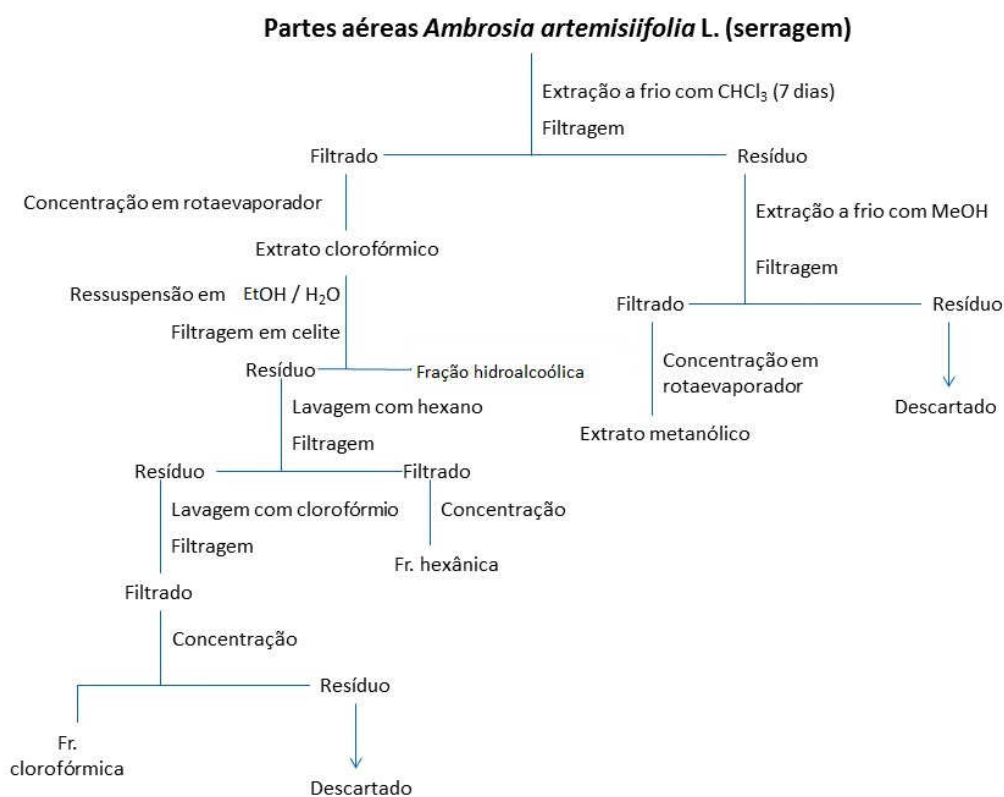 Partes aéreas Ambrosia artemisiifolia L. (serragem)
Extração a frio com CHCl₃ (7 dias)
Filtragem
Filtrado
Resíduo
Concentração em rotaevaporador
Extrato clorofórmico
Ressuspensão em EtOH / H₂O
Filtragem em celite
Resíduo
Fração hidroalcoólica
Lavagem com hexano
Filtragem
Resíduo
Filtrado
Lavagem com clorofórmio
Filtragem
Concentração
Fr. hexânica
Filtrado
Concentração
Resíduo
Fr.
clorofórmica
Descartado
Extração a frio com MeOH
Filtragem
Filtrado
Resíduo
Concentração em
rotaevaporador
Extrato metanólico
Descartado